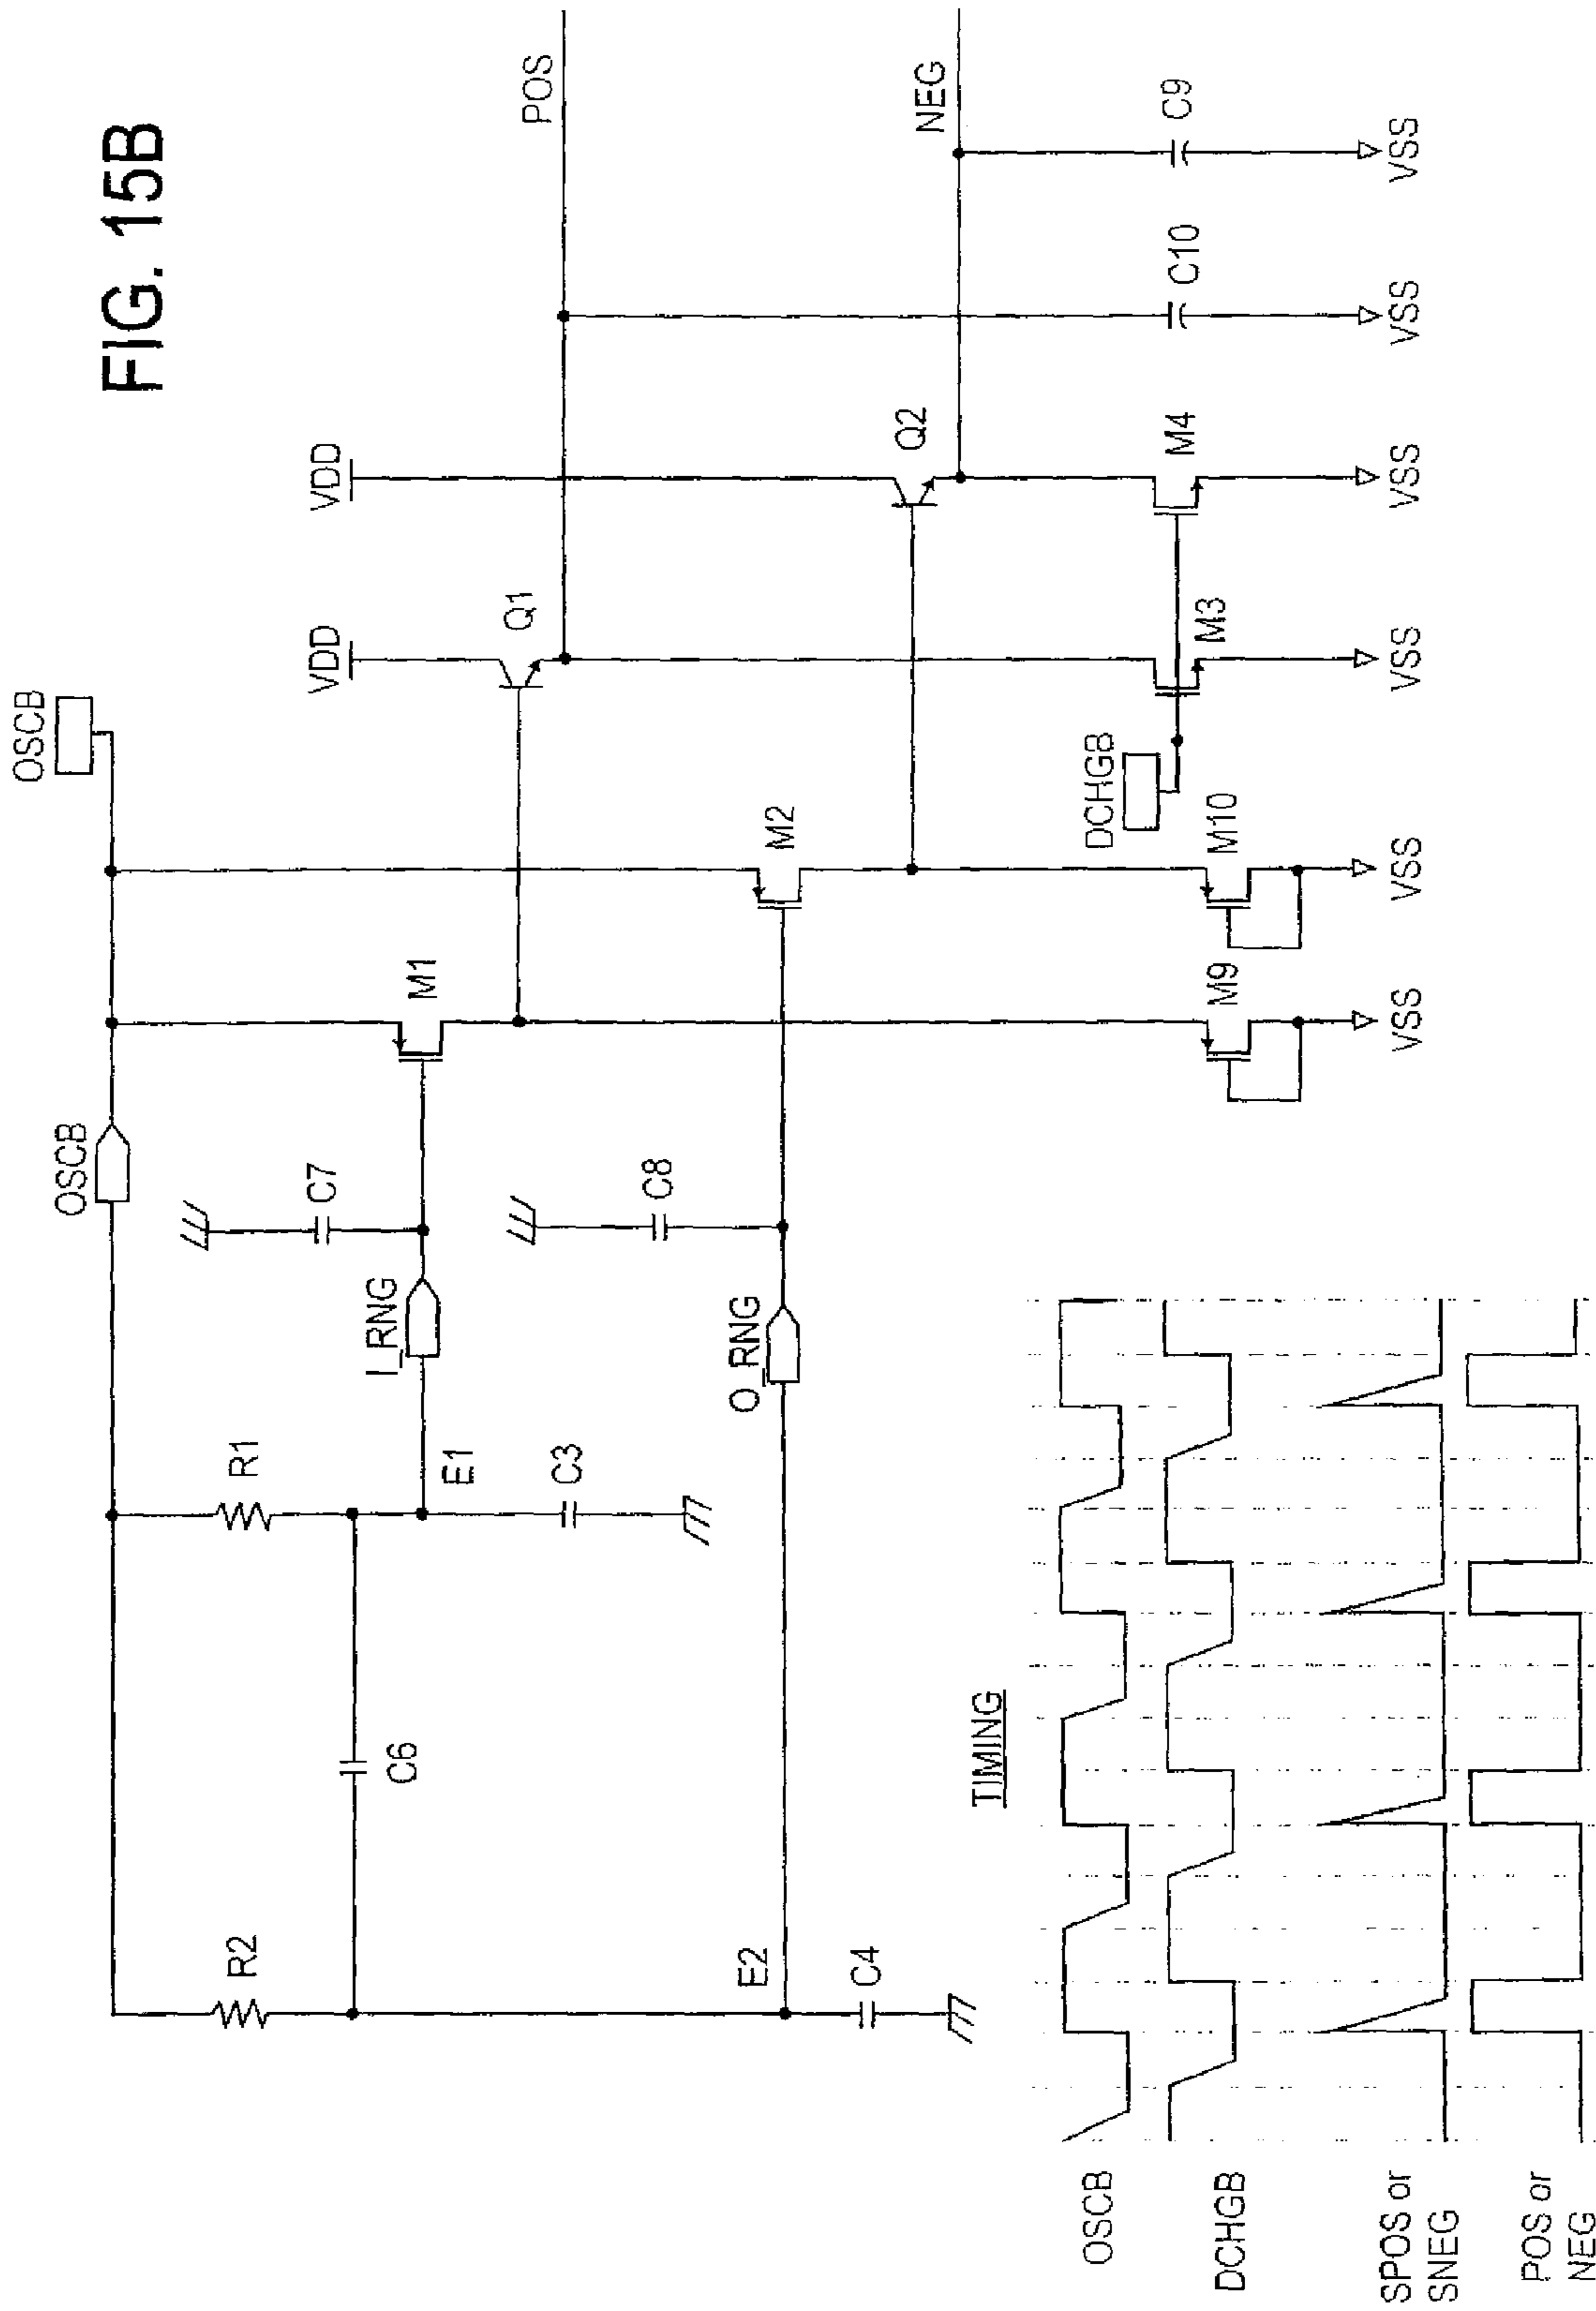 FIG. 15B
OSCB
OSCB
R2
R1
C6
E1
C3
I_RNG
C7
M1
E2
C4
O_RNG
C8
M2
VDD
VDD
Q1
Q2
POS
NEG
DCHGB
M9
M10
M3
M4
C10
C9
VSS
VSS
VSS
VSS
VSS
VSS
TIMING
OSCB
DCHGB
SPOS or
SNEG
POS or
NEG